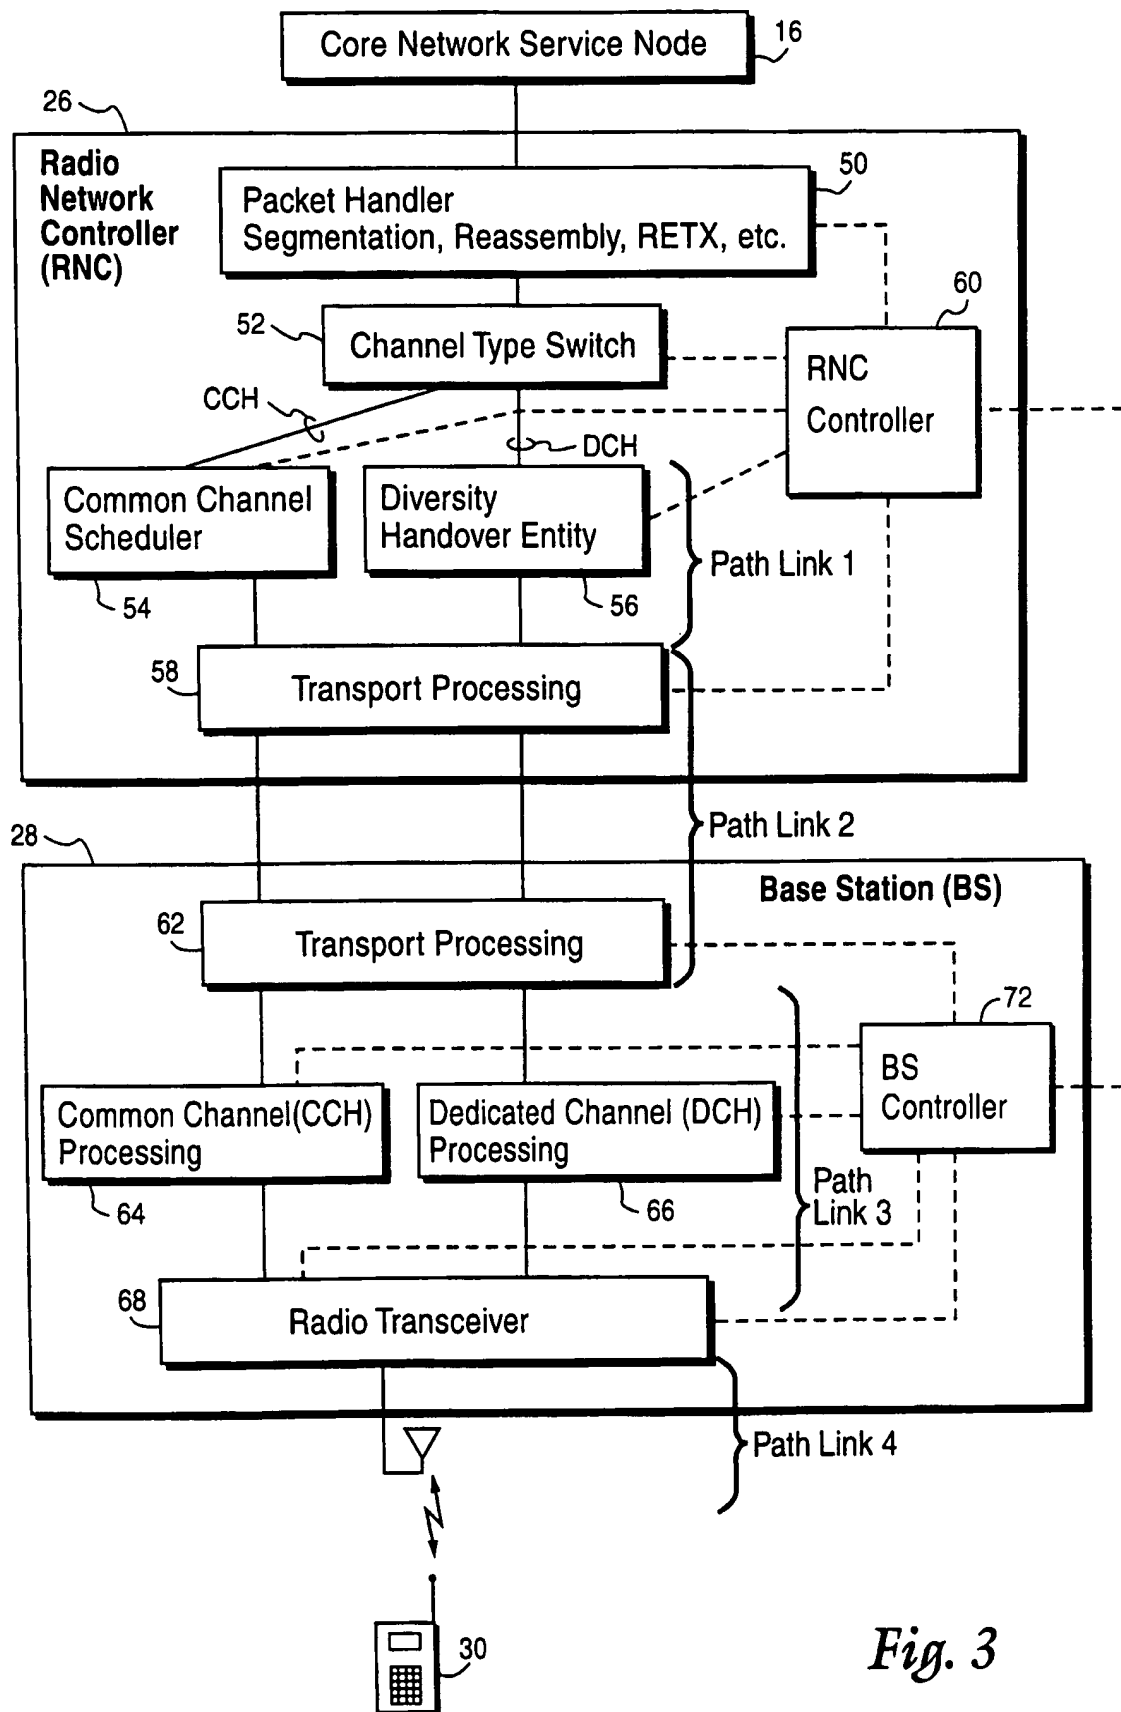 Core Network Service Node
16
26
Radio
Network
Controller
(RNC)
50
Packet Handler
Segmentation, Reassembly, RETX, etc.
60
52
Channel Type Switch
RNC
Controller
CCH
DCH
Common Channel
Scheduler
Diversity
Handover Entity
Path Link 1
54
56
58
Transport Processing
Path Link 2
28
Base Station (BS)
62
Transport Processing
72
BS
Controller
Common Channel(CCH)
Processing
Dedicated Channel (DCH)
Processing
64
66
Path
Link 3
68
Radio Transceiver
Path Link 4
30
Fig. 3